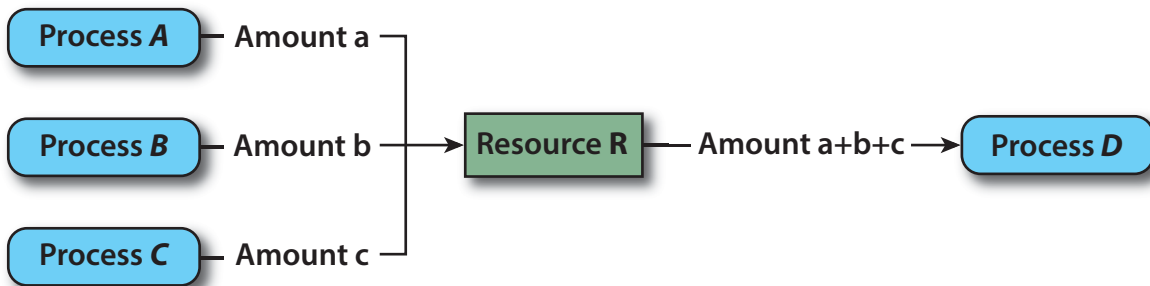 Process A
Amount a
Process B
Amount b
Resource R
Amount a+b+c
Process D
Process C
Amount c